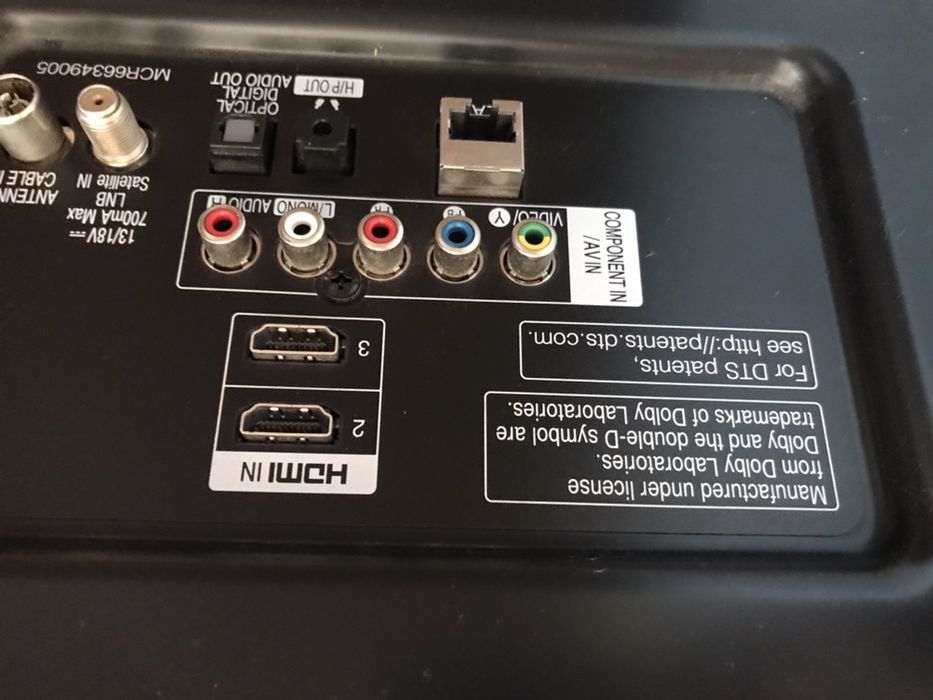 Manufactured under license
from Dolby Laboratories.
Dolby and the double-D symbol are
trademarks of Dolby Laboratories.
HDMI IN
2
3
For DTS patents,
see http://patents.dts.com.
COMPONENT IN
/AV IN
VIDEO/
Y
PB
PR
L/MONO
AUDIO
R
13/18V
700mA Max
LNB
Satellite IN
CABLE
H/P OUT
OPTICAL
DIGITAL
AUDIO OUT
MCR66349005